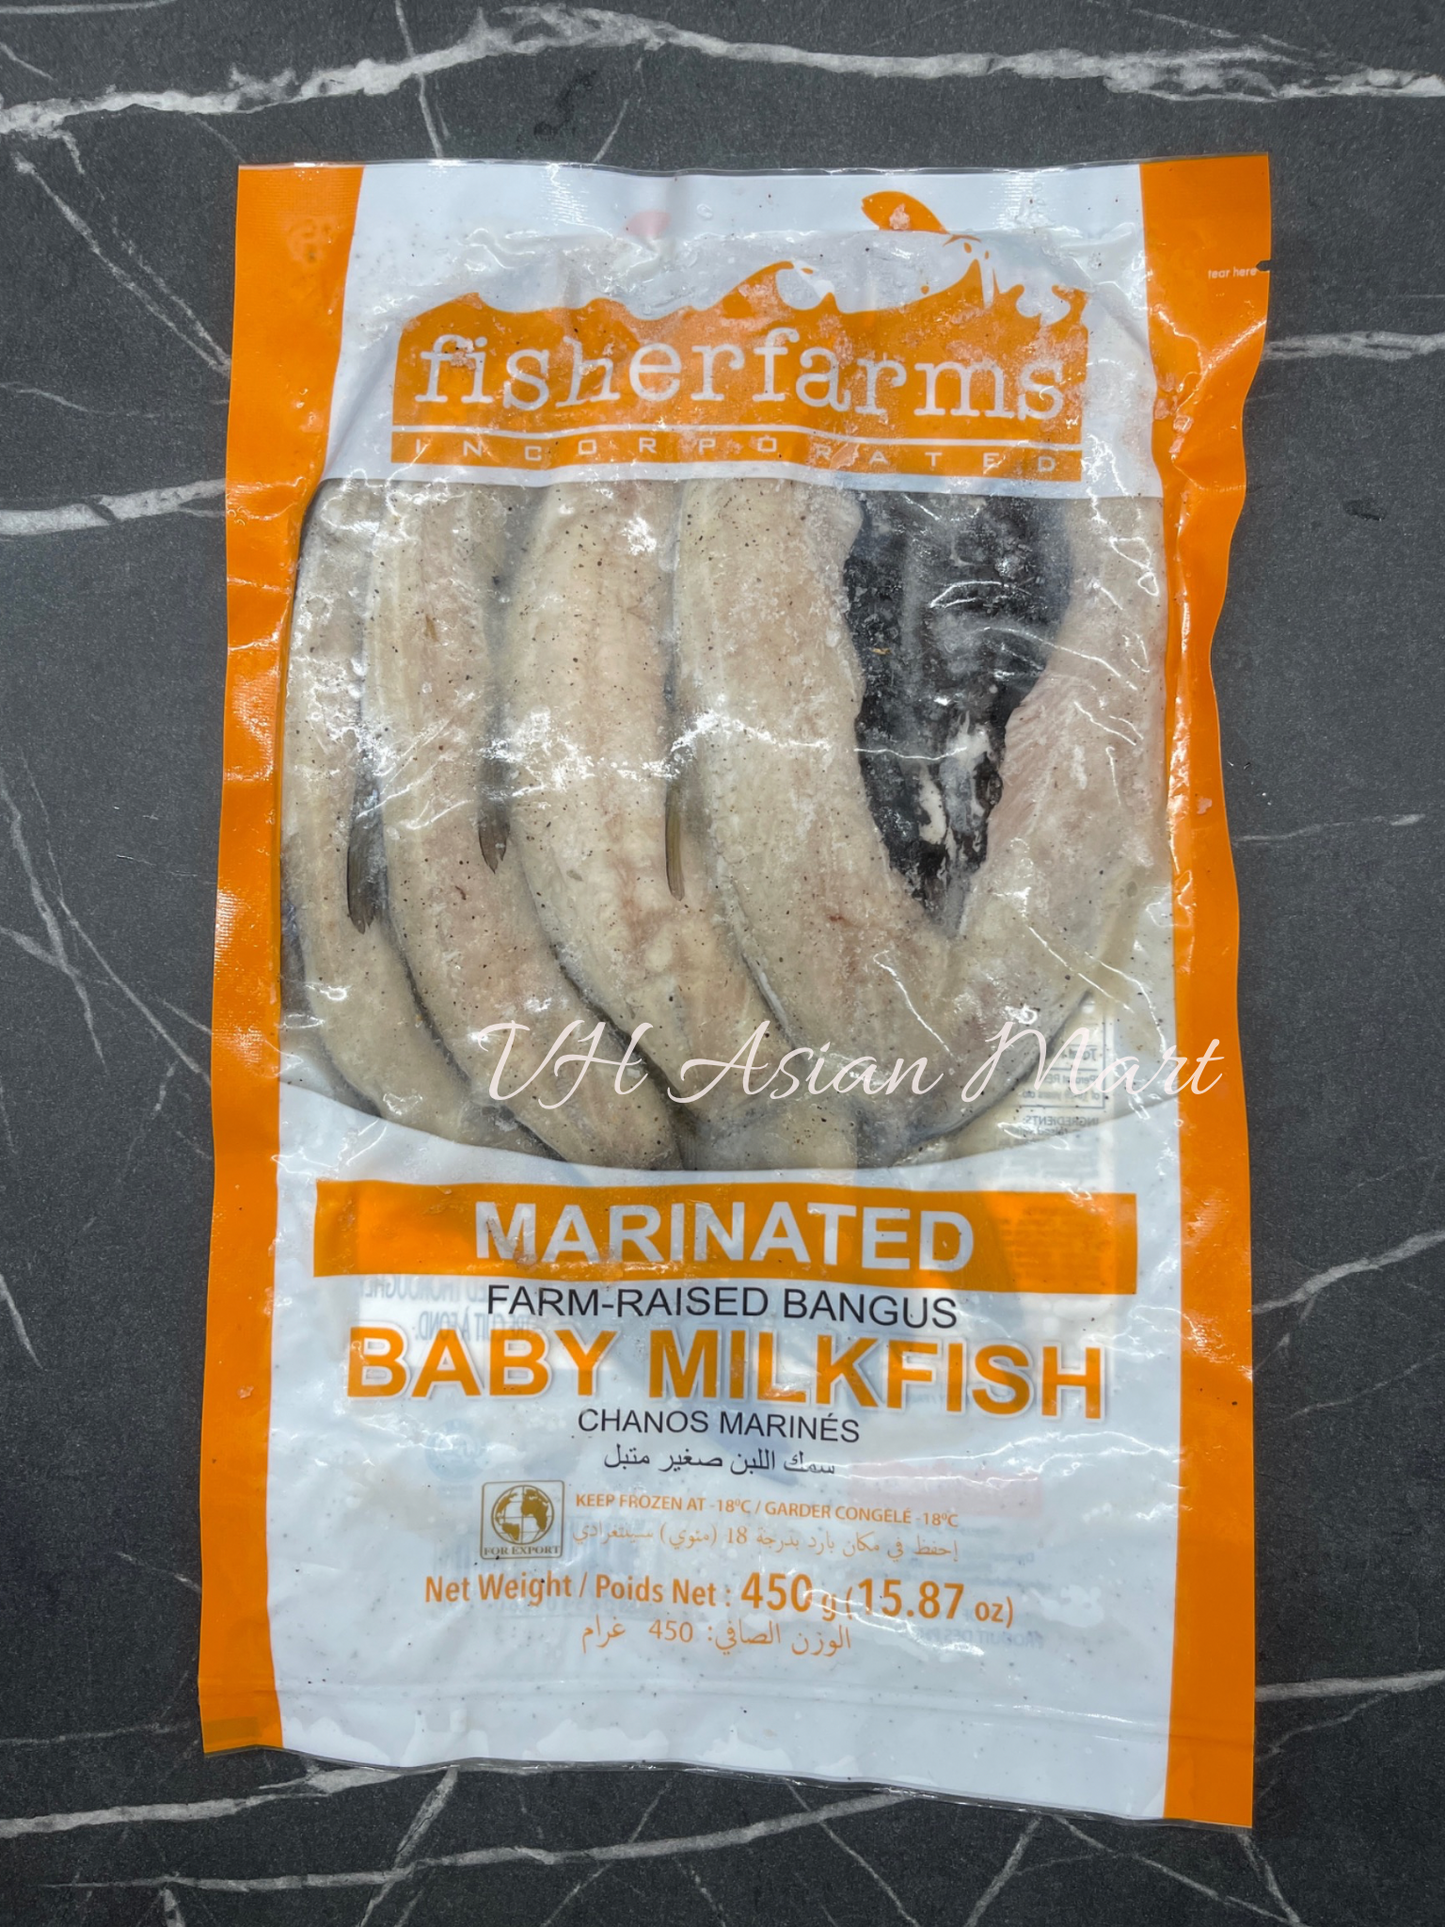 tear here
fisherfarms
INCORPORATED
VH Asian Mart
INGREDIENTS:
MARINATED
FARM-RAISED BANGUS
BABY MILKFISH
CHANOS MARINÉS
سمك اللبن صغير متبل
KEEP FROZEN AT -18ºC / GARDER CONGELÉ -18ºC
إحفظ في مكان بارد بدرجة 18 (مئوي) سينتغرادي
FOR EXPORT
Net Weight / Poids Net : 450 g (15.87 oz)
الوزن الصافي: 450 غرام